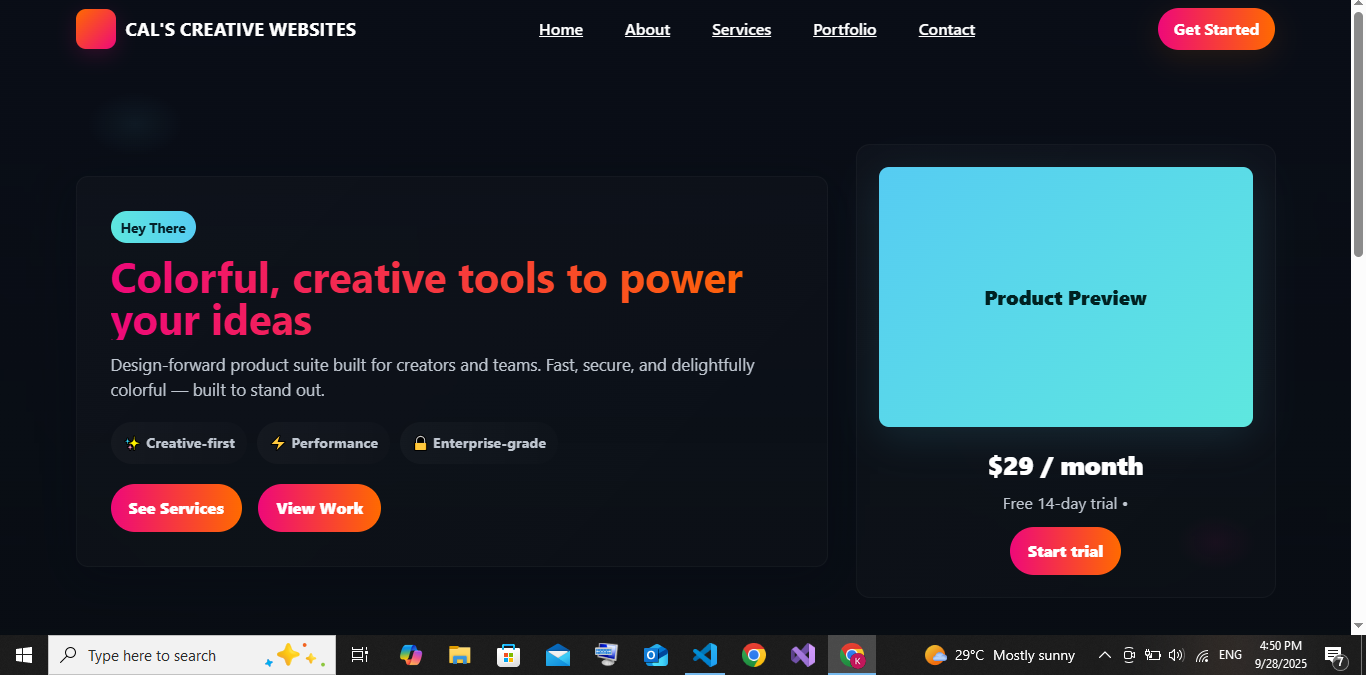 CAL'S CREATIVE WEBSITES
Home
About
Services
Portfolio
Contact
Get Started
Hey There
Colorful, creative tools to power
your ideas
Design-forward product suite built for creators and teams. Fast, secure, and delightfully
colorful — built to stand out.
✨ Creative-first
⚡ Performance
🔒 Enterprise-grade
See Services
View Work
Product Preview
$29 / month
Free 14-day trial •
Start trial
Type here to search
29°C Mostly sunny
ENG
4:50 PM
9/28/2025
7
K